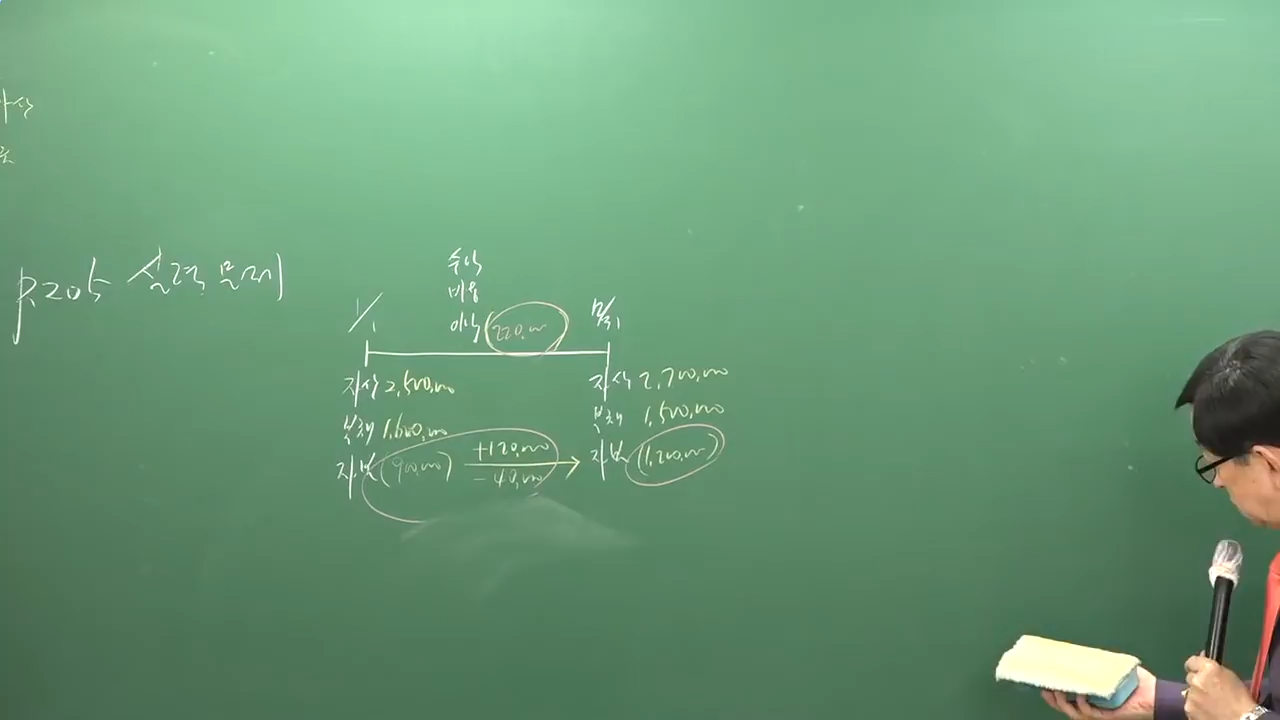 p.205 실력문제
수익
비용
이익 220,000
1/1
12/31
자산 2,500,000
부채 1,600,000
자본 (900,000) +120,000 - 40,000
자산 2,700,000
부채 1,500,000
자본 (1,200,000)